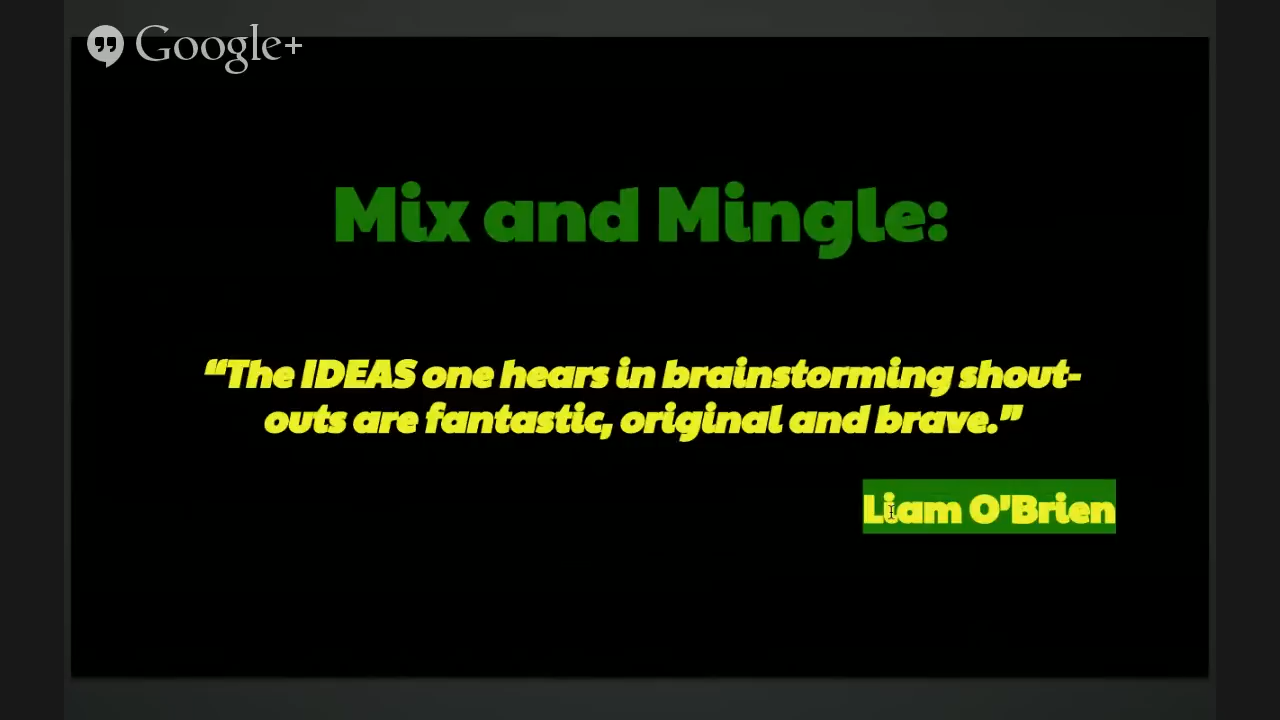 Google+
Mix and Mingle:
“The IDEAS one hears in brainstorming shout-
outs are fantastic, original and brave.”
Liam O'Brien